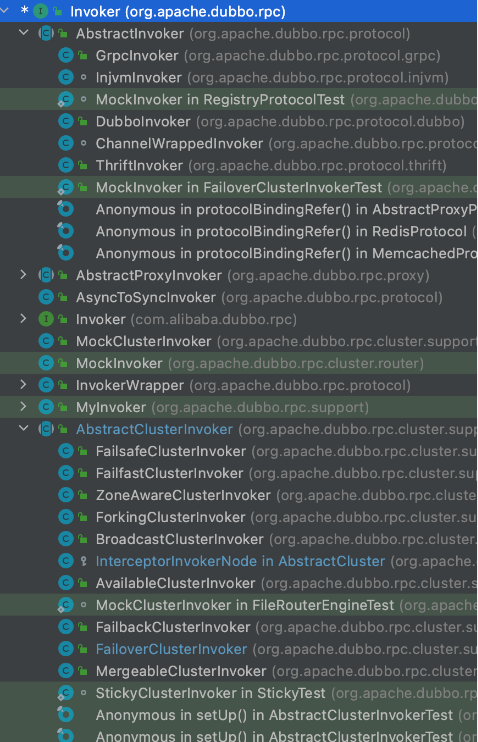 * Invoker (org.apache.dubbo.rpc)
AbstractInvoker (org.apache.dubbo.rpc.protocol)
GrpcInvoker (org.apache.dubbo.rpc.protocol.grpc)
InjvmInvoker (org.apache.dubbo.rpc.protocol.injvm)
MockInvoker in RegistryProtocolTest (org.apache.dubbo
DubboInvoker (org.apache.dubbo.rpc.protocol.dubbo)
ChannelWrappedInvoker (org.apache.dubbo.rpc.protoco
ThriftInvoker (org.apache.dubbo.rpc.protocol.thrift)
MockInvoker in FailoverClusterInvokerTest (org.apache.d
Anonymous in protocolBindingRefer() in AbstractProxyP
Anonymous in protocolBindingRefer() in RedisProtocol (
Anonymous in protocolBindingRefer() in MemcachedPro
AbstractProxyInvoker (org.apache.dubbo.rpc.proxy)
AsyncToSyncInvoker (org.apache.dubbo.rpc.protocol)
Invoker (com.alibaba.dubbo.rpc)
MockClusterInvoker (org.apache.dubbo.rpc.cluster.support
MockInvoker (org.apache.dubbo.rpc.cluster.router)
InvokerWrapper (org.apache.dubbo.rpc.protocol)
MyInvoker (org.apache.dubbo.rpc.support)
AbstractClusterInvoker (org.apache.dubbo.rpc.cluster.supp
FailsafeClusterInvoker (org.apache.dubbo.rpc.cluster.su
FailfastClusterInvoker (org.apache.dubbo.rpc.cluster.sup
ZoneAwareClusterInvoker (org.apache.dubbo.rpc.cluste
ForkingClusterInvoker (org.apache.dubbo.rpc.cluster.su
BroadcastClusterInvoker (org.apache.dubbo.rpc.cluster.
InterceptorInvokerNode in AbstractCluster (org.apache.d
AvailableClusterInvoker (org.apache.dubbo.rpc.cluster.s
MockClusterInvoker in FileRouterEngineTest (org.apache
FailbackClusterInvoker (org.apache.dubbo.rpc.cluster.su
FailoverClusterInvoker (org.apache.dubbo.rpc.cluster.su
MergeableClusterInvoker (org.apache.dubbo.rpc.cluster
StickyClusterInvoker in StickyTest (org.apache.dubbo.rp
Anonymous in setUp() in AbstractClusterInvokerTest (org
Anonymous in setUp() in AbstractClusterInvokerTest (org